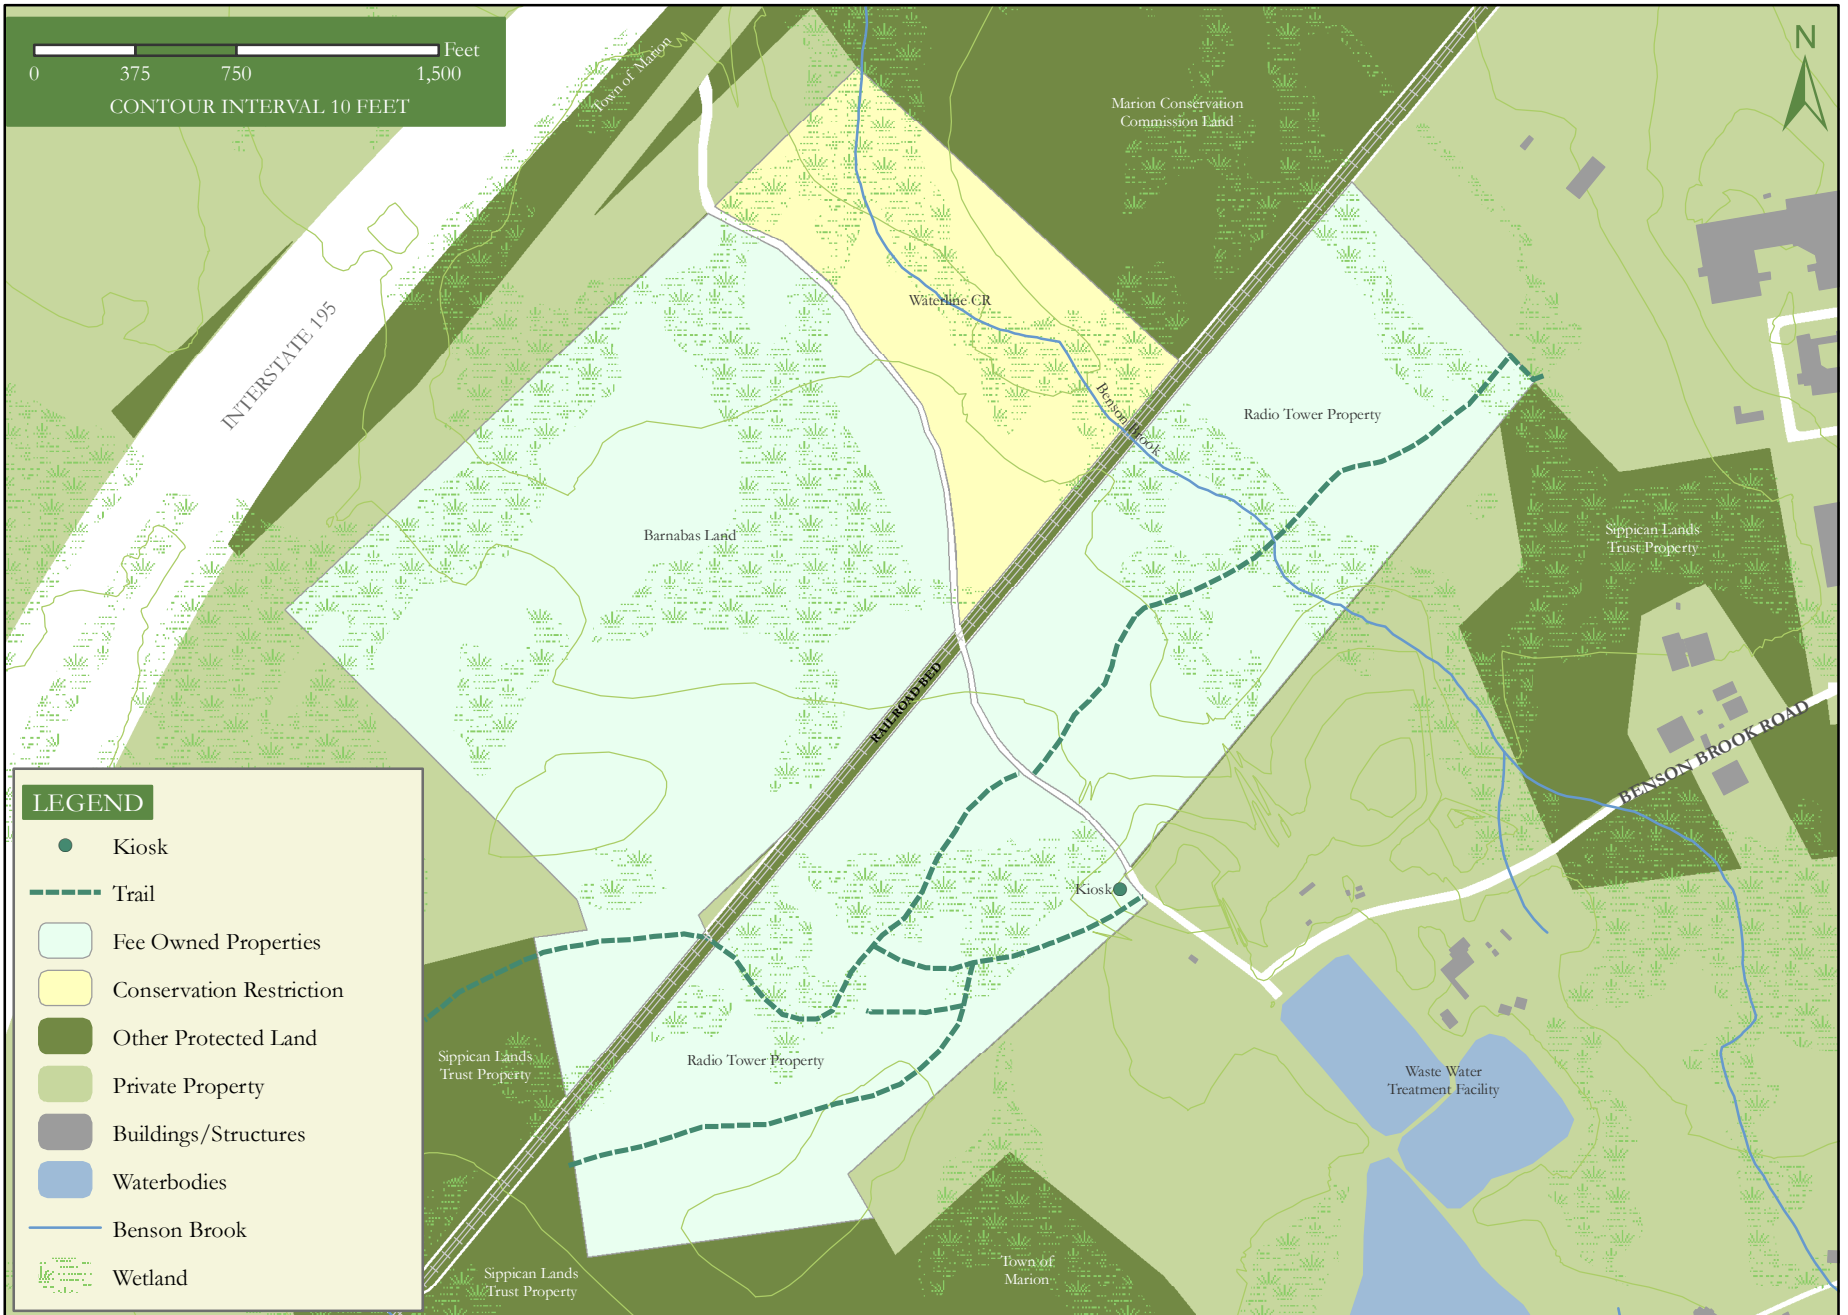 Feet
0 375 750 1,500
CONTOUR INTERVAL 10 FEET
Town of Marion
N
Marion Conservation
Commission Land
INTERSTATE 195
Waterline CR
Benson Brook
Radio Tower Property
Barnabas Land
Sippican Lands
Trust Property
RAILROAD BED
BENSON BROOK ROAD
Kiosk
Sippican Lands
Trust Property
Radio Tower Property
Waste Water
Treatment Facility
Town of
Marion
Sippican Lands
Trust Property
LEGEND
Kiosk
Trail
Fee Owned Properties
Conservation Restriction
Other Protected Land
Private Property
Buildings/Structures
Waterbodies
Benson Brook
Wetland